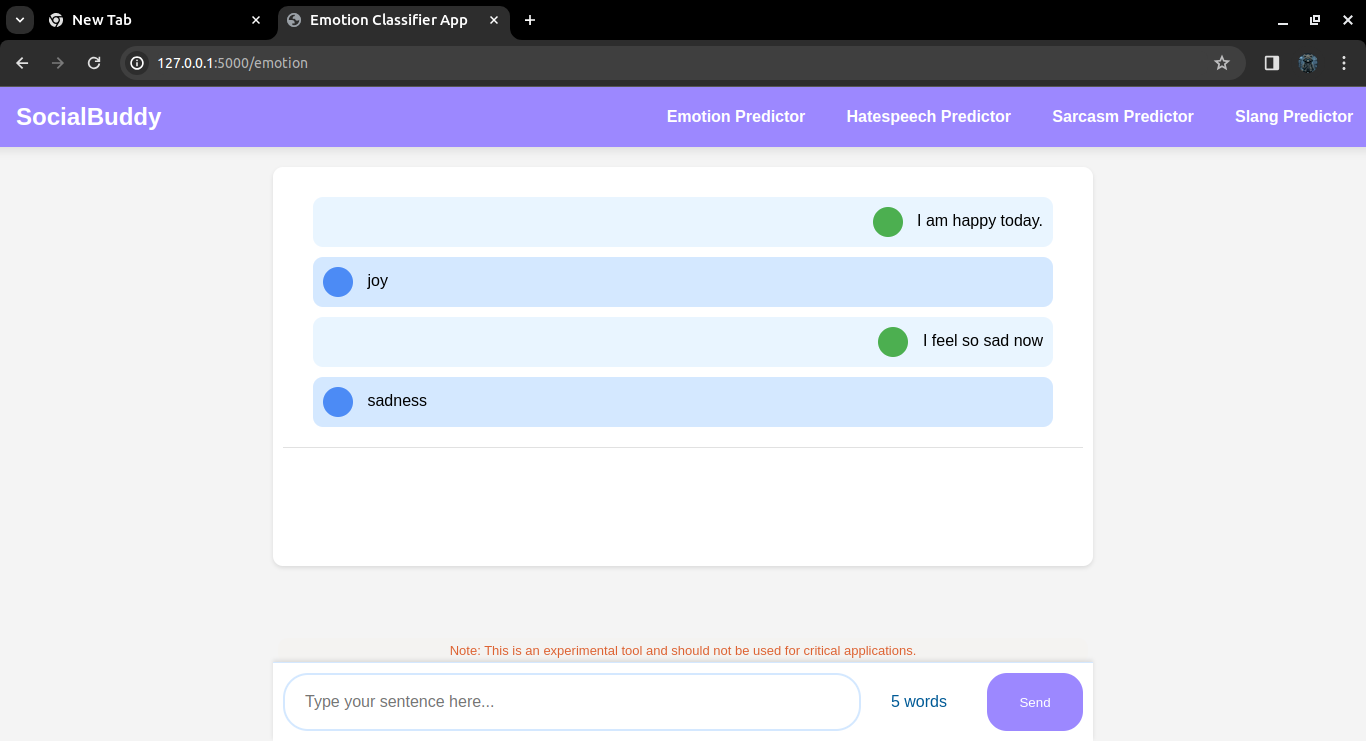 New Tab
Emotion Classifier App
127.0.0.1:5000/emotion
SocialBuddy
Emotion Predictor Hatespeech Predictor Sarcasm Predictor Slang Predictor
I am happy today.
joy
I feel so sad now
sadness
Note: This is an experimental tool and should not be used for critical applications.
Type your sentence here... 5 words Send